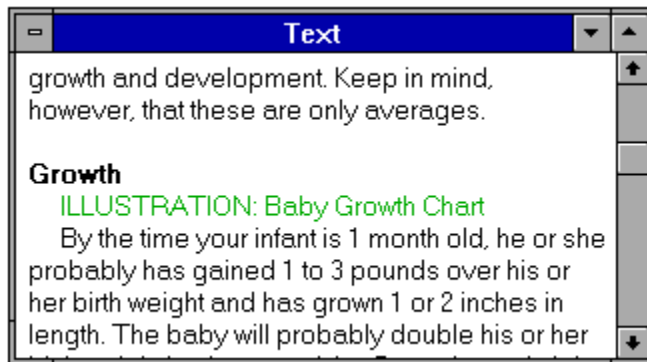 Text
growth and development. Keep in mind,
however, that these are only averages.
Growth
ILLUSTRATION: Baby Growth Chart
By the time your infant is 1 month old, he or she
probably has gained 1 to 3 pounds over his or
her birth weight and has grown 1 or 2 inches in
length. The baby will probably double his or her